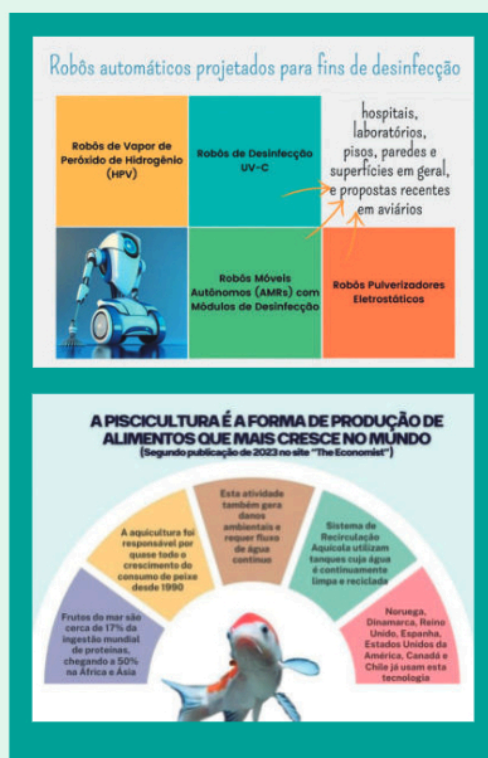 Robôs automáticos projetados para fins de desinfecção
Robôs de Vapor de
Peróxido de Hidrogênio
(HPV)
Robôs de Desinfecção
UV-C
hospitais,
laboratórios,
pisos, paredes e
superfícies em geral,
e propostas recentes
em aviários
Robôs Móveis
Autônomos (AMRs) com
Módulos de Desinfecção
Robôs Pulverizadores
Eletrostáticos
A PISCICULTURA É A FORMA DE PRODUÇÃO DE
ALIMENTOS QUE MAIS CRESCE NO MUNDO
(Segundo publicação de 2023 no site "The Economist")
Frutos do mar são
cerca de 17% da
ingestão mundial
de proteínas,
chegando a 50%
na África e Ásia
A aquicultura foi
responsável por
quase todo o
crescimento do
consumo de peixe
desde 1990
Esta atividade
também gera
danos
ambientais e
requer fluxo
de água
contínuo
Sistema de
Recirculação
Aquícola utilizam
tanques cuja água
é continuamente
limpa e reciclada
Noruega,
Dinamarca, Reino
Unido, Espanha,
Estados Unidos da
América, Canadá e
Chile já usam esta
tecnologia